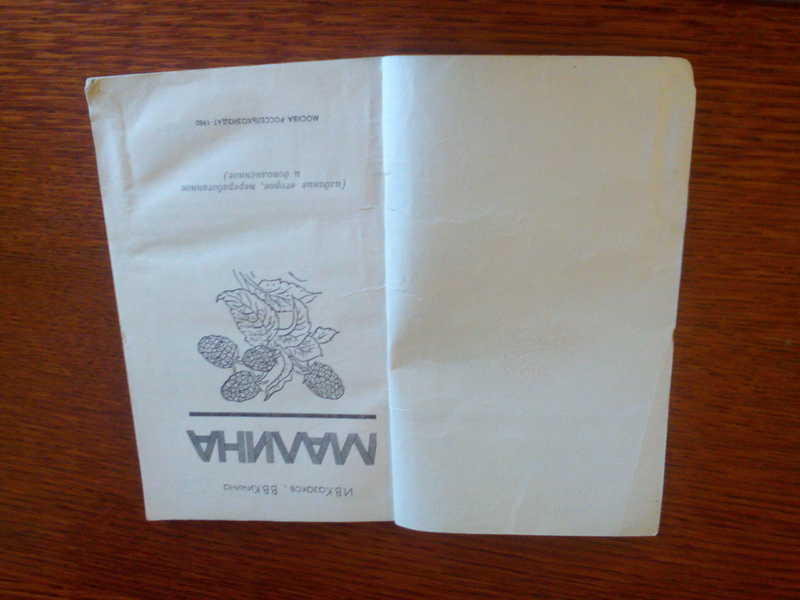 И.В.Казаков, В.В.Кичина
МАЛИНА
(издание второе, переработанное
и дополненное)
МОСКВА РОССЕЛЬХОЗИЗДАТ-1980